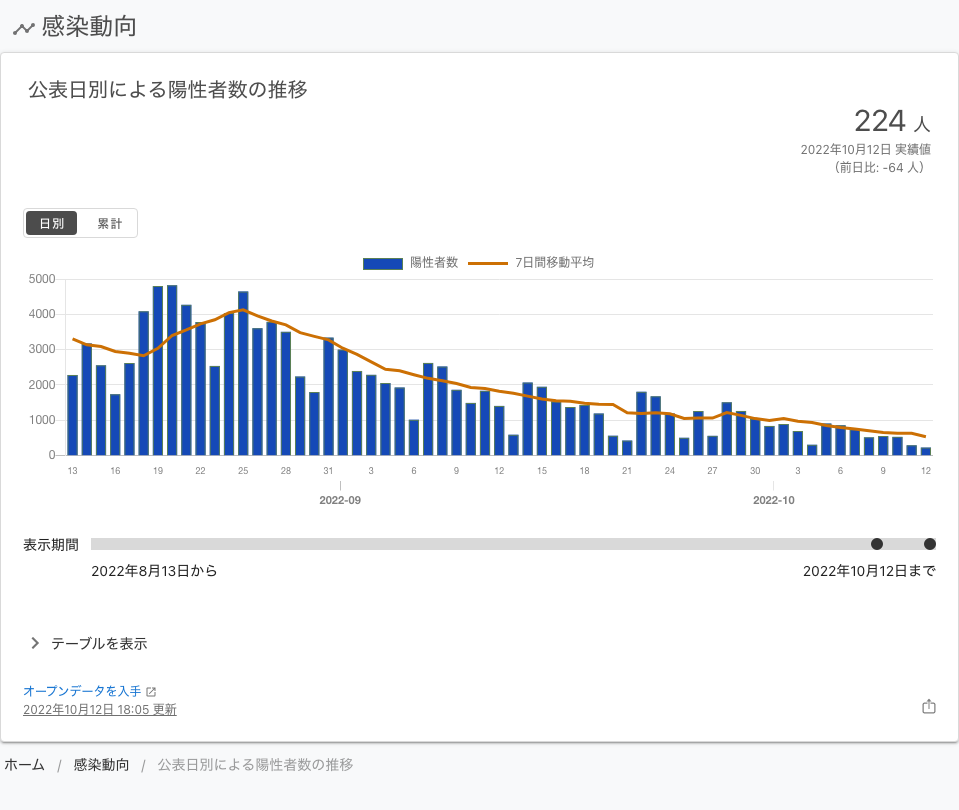 感染動向
公表日別による陽性者数の推移
224 人
2022年10月12日 実績値
（前日比: -64 人）
日別 累計
陽性者数 7日間移動平均
5000
4000
3000
2000
1000
0
13 16 19 22 25 28 31 3 6 9 12 15 18 21 24 27 30 3 6 9 12
2022-09 2022-10
表示期間
2022年8月13日から 2022年10月12日まで
テーブルを表示
オープンデータを入手
2022年10月12日 18:05 更新
ホーム / 感染動向 / 公表日別による陽性者数の推移